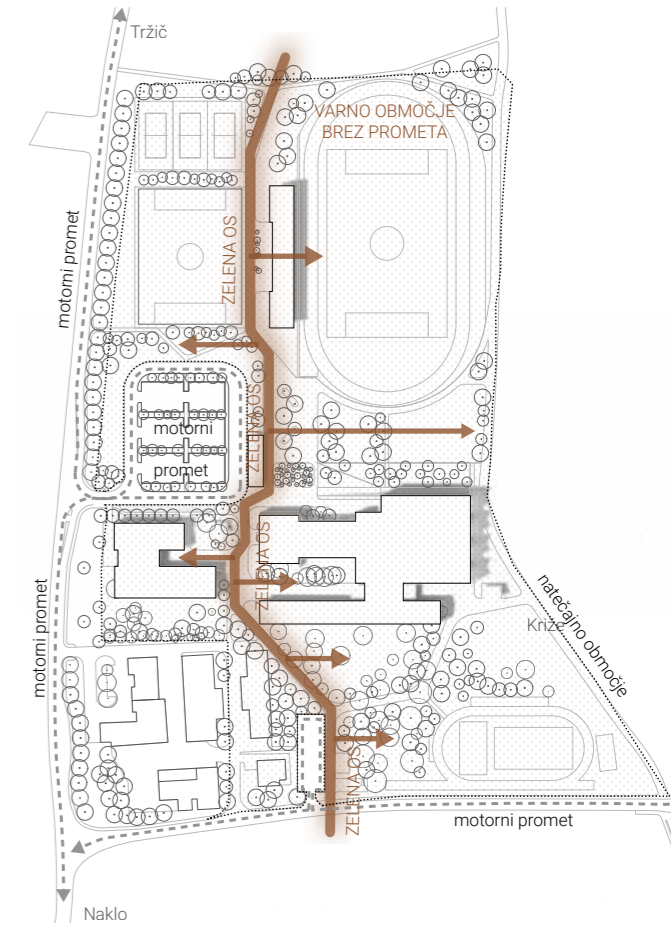 Tržič
VARNO OBMOČJE
BREZ PROMETA
motorni promet
ZELENA OS
motorni
promet
ZELENA OS
ZELENA OS
motorni promet
natečajno območje
Križe
ZELENA OS
motorni promet
Naklo